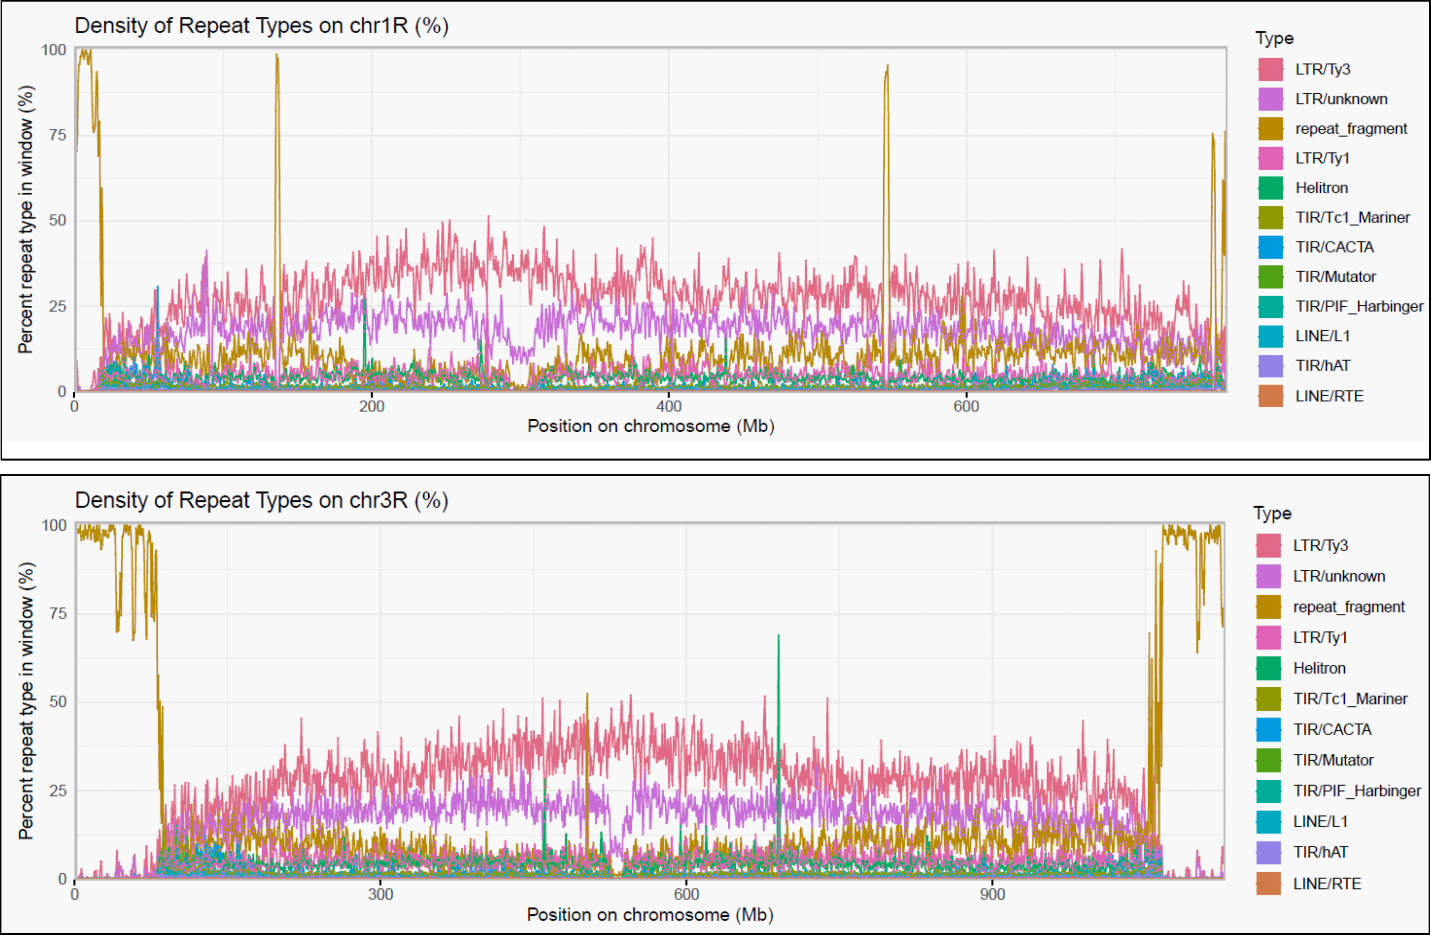 Density of Repeat Types on chr1R (%)
Percent repeat type in window (%)
100
75
50
25
0
0
200
400
600
Position on chromosome (Mb)
Type
LTR/Ty3
LTR/unknown
repeat_fragment
LTR/Ty1
Helitron
TIR/Tc1_Mariner
TIR/CACTA
TIR/Mutator
TIR/PIF_Harbinger
LINE/L1
TIR/hAT
LINE/RTE
Density of Repeat Types on chr3R (%)
Percent repeat type in window (%)
100
75
50
25
0
0
300
600
900
Position on chromosome (Mb)
Type
LTR/Ty3
LTR/unknown
repeat_fragment
LTR/Ty1
Helitron
TIR/Tc1_Mariner
TIR/CACTA
TIR/Mutator
TIR/PIF_Harbinger
LINE/L1
TIR/hAT
LINE/RTE